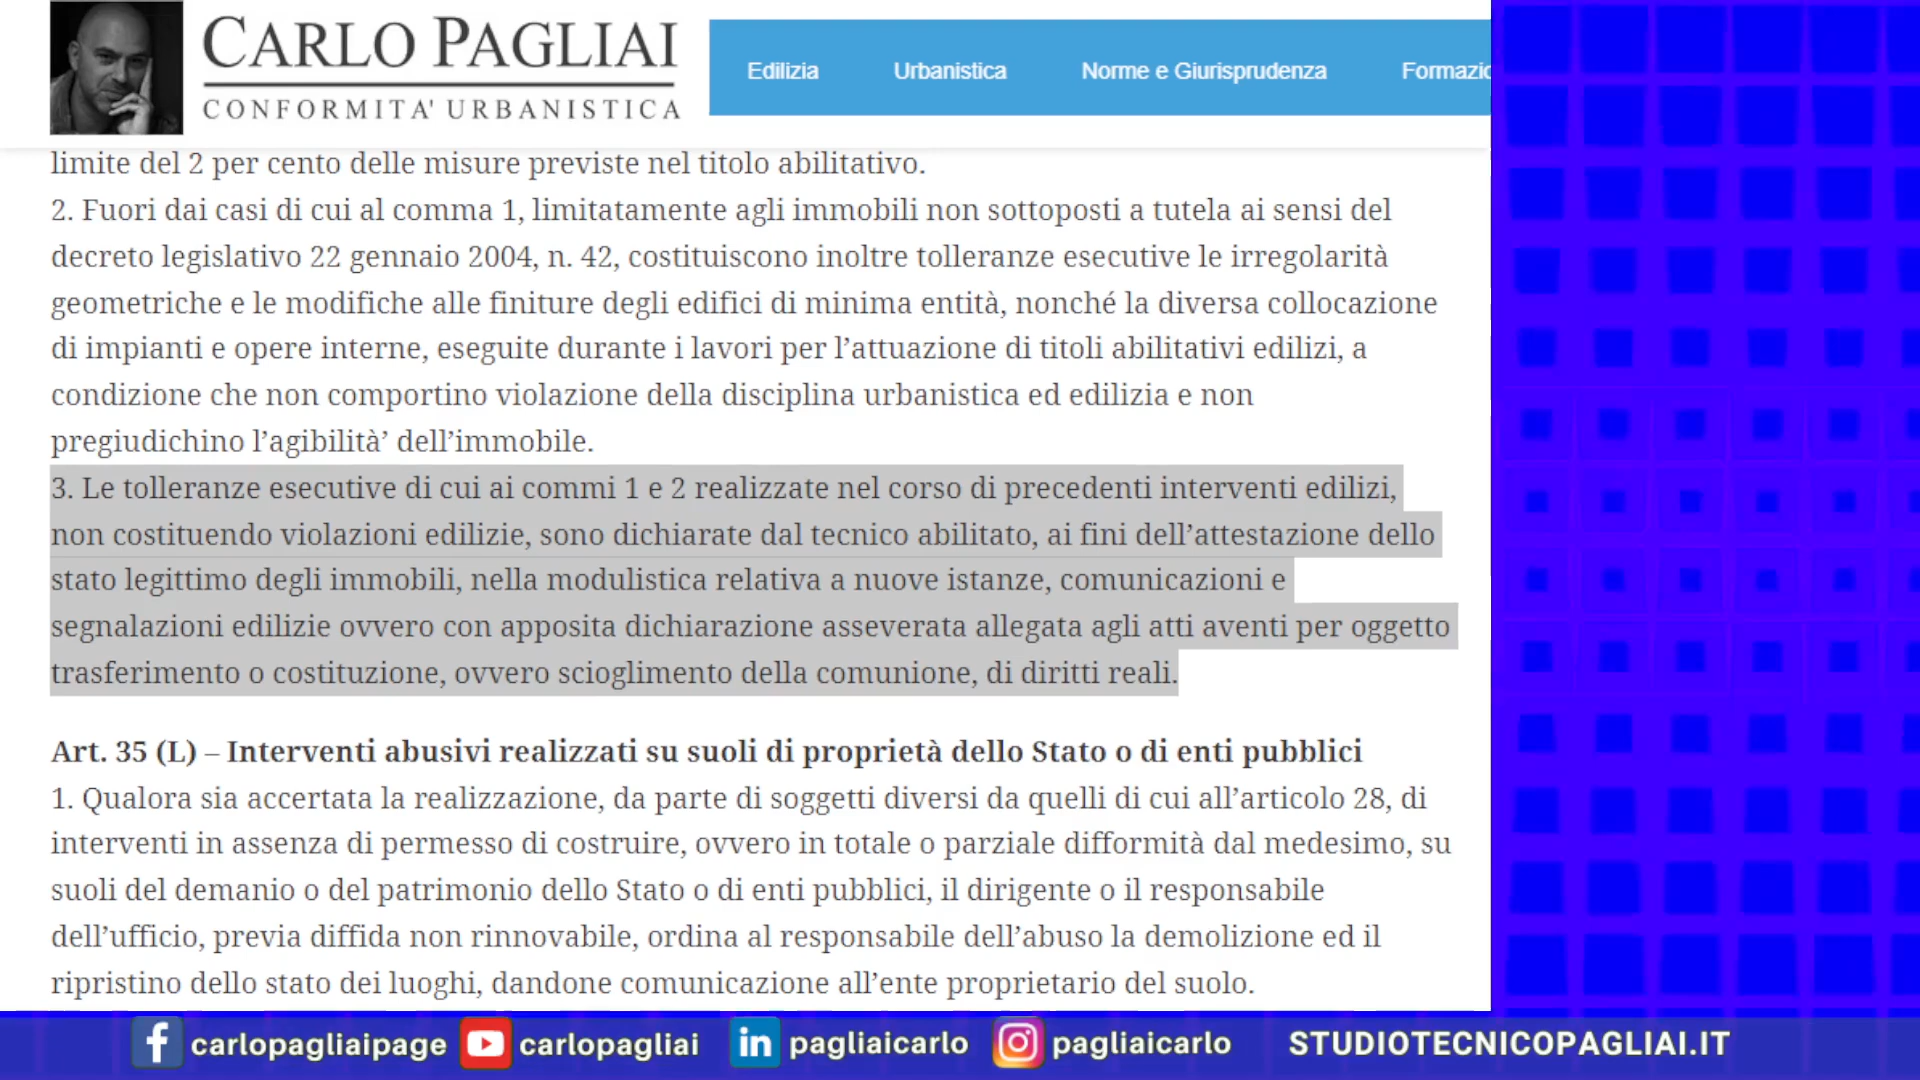 CARLO PAGLIAI
CONFORMITA' URBANISTICA
Edilizia Urbanistica Norme e Giurisprudenza
limite del 2 per cento delle misure previste nel titolo abilitativo.
2. Fuori dai casi di cui al comma 1, limitatamente agli immobili non sottoposti a tutela ai sensi del
decreto legislativo 22 gennaio 2004, n. 42, costituiscono inoltre tolleranze esecutive le irregolarità
geometriche e le modifiche alle finiture degli edifici di minima entità, nonché la diversa collocazione
di impianti e opere interne, eseguite durante i lavori per l’attuazione di titoli abilitativi edilizi, a
condizione che non comportino violazione della disciplina urbanistica ed edilizia e non
pregiudichino l’agibilità’ dell’immobile.
3. Le tolleranze esecutive di cui ai commi 1 e 2 realizzate nel corso di precedenti interventi edilizi,
non costituendo violazioni edilizie, sono dichiarate dal tecnico abilitato, ai fini dell’attestazione dello
stato legittimo degli immobili, nella modulistica relativa a nuove istanze, comunicazioni e
segnalazioni edilizie ovvero con apposita dichiarazione asseverata allegata agli atti aventi per oggetto
trasferimento o costituzione, ovvero scioglimento della comunione, di diritti reali.
Art. 35 (L) – Interventi abusivi realizzati su suoli di proprietà dello Stato o di enti pubblici
1. Qualora sia accertata la realizzazione, da parte di soggetti diversi da quelli di cui all’articolo 28, di
interventi in assenza di permesso di costruire, ovvero in totale o parziale difformità dal medesimo, su
suoli del demanio o del patrimonio dello Stato o di enti pubblici, il dirigente o il responsabile
dell’ufficio, previa diffida non rinnovabile, ordina al responsabile dell’abuso la demolizione ed il
ripristino dello stato dei luoghi, dandone comunicazione all’ente proprietario del suolo.
carlopagliaipage carlopagliai pagliaicarlo pagliaicarlo STUDIOTECNICOPAGLIAI.IT